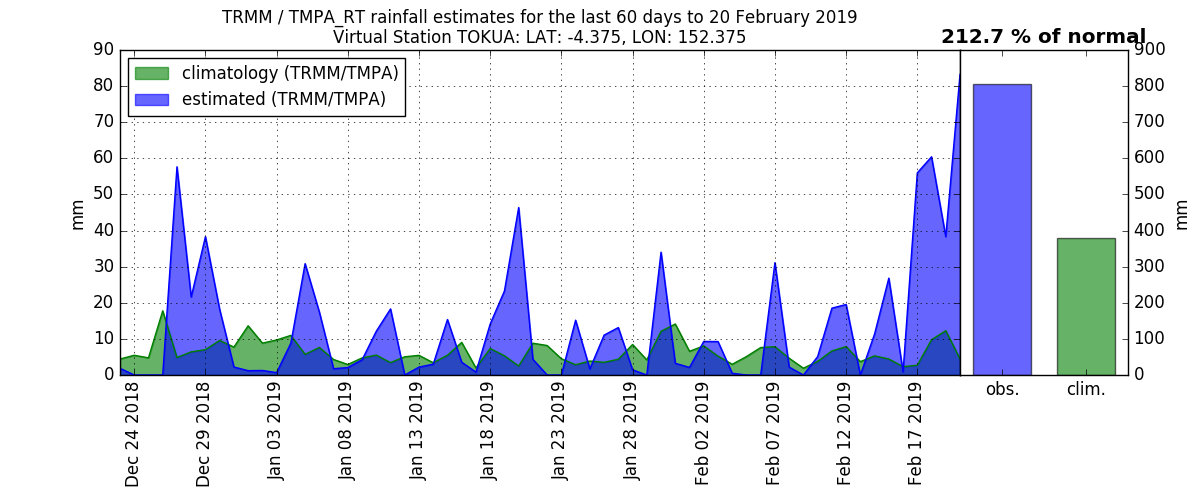 TRMM / TMPA_RT rainfall estimates for the last 60 days to 20 February 2019
Virtual Station TOKUA: LAT: -4.375, LON: 152.375
212.7 % of normal
climatology (TRMM/TMPA)
estimated (TRMM/TMPA)
90
80
70
60
50
40
30
20
10
0
mm
900
800
700
600
500
400
300
200
100
0
mm
Dec 24 2018
Dec 29 2018
Jan 03 2019
Jan 08 2019
Jan 13 2019
Jan 18 2019
Jan 23 2019
Jan 28 2019
Feb 02 2019
Feb 07 2019
Feb 12 2019
Feb 17 2019
obs.
clim.